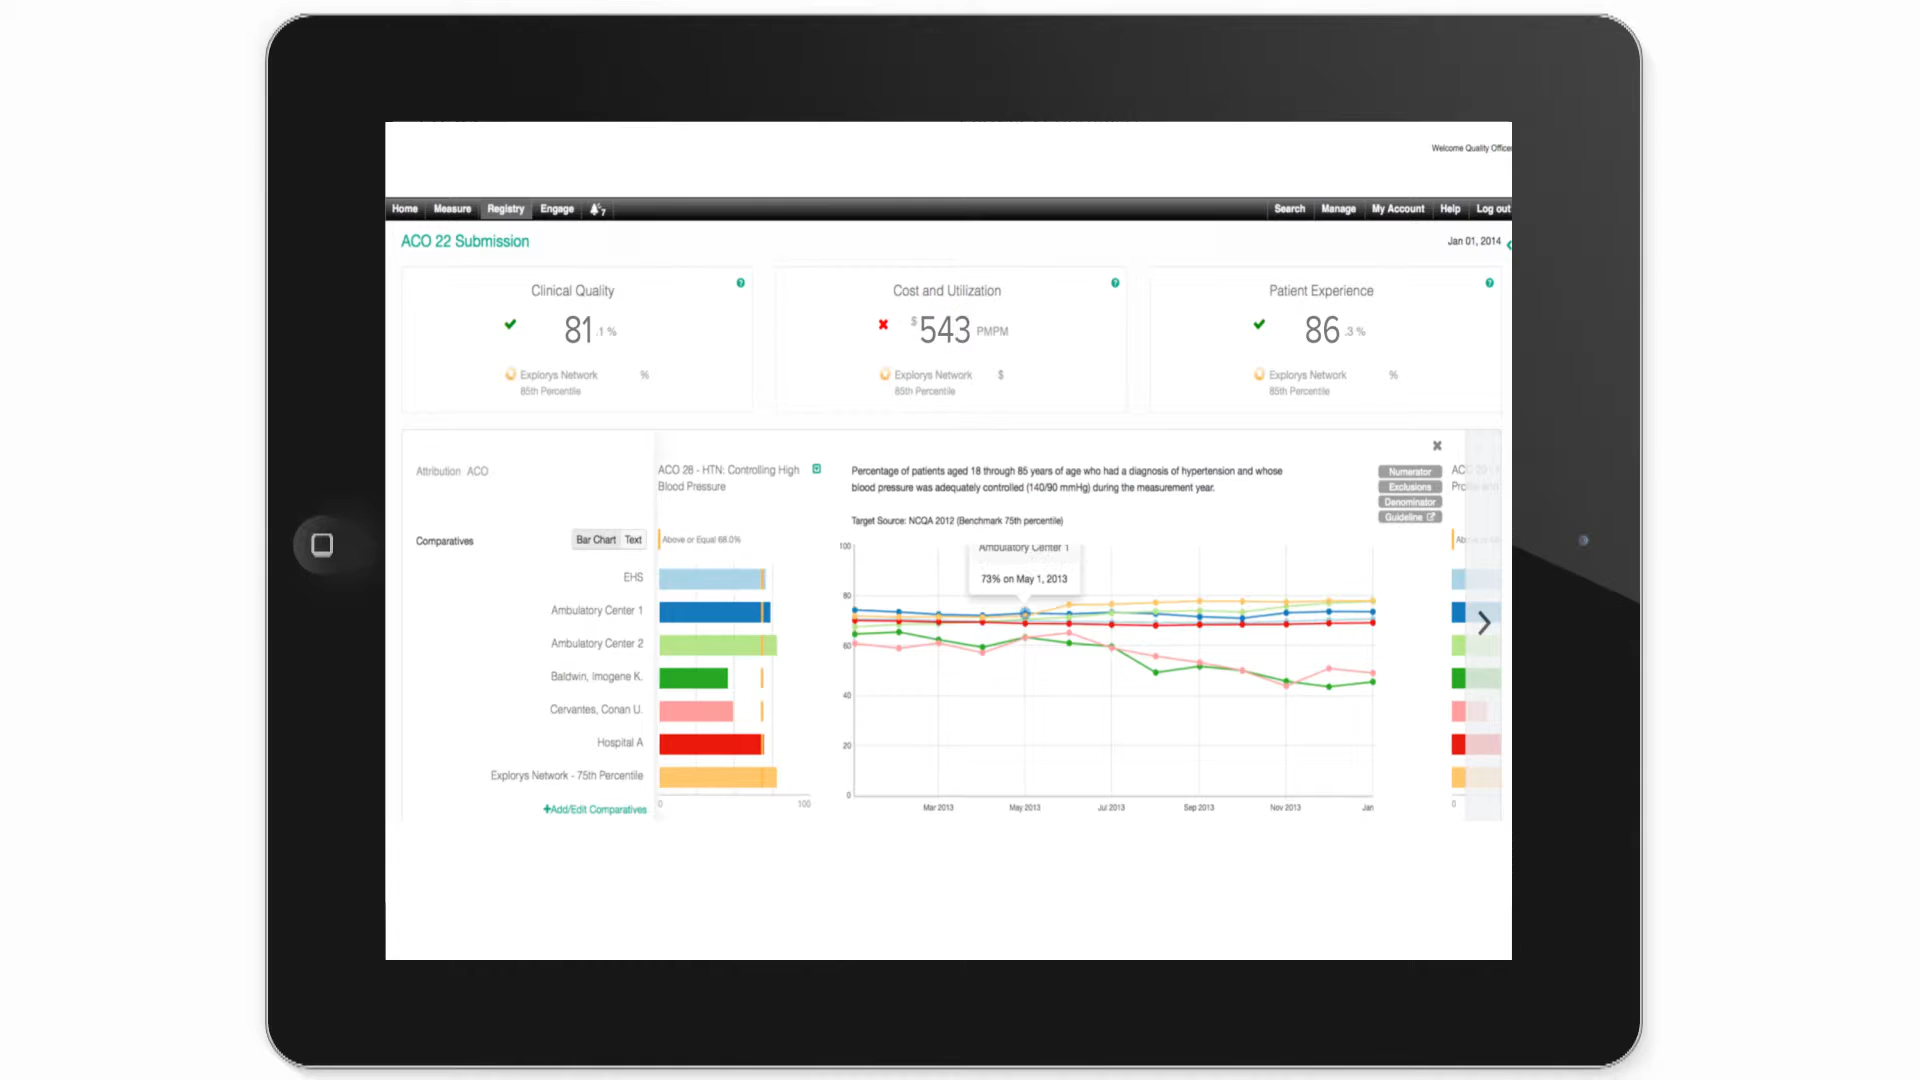 Welcome Quality Officer
Home Measure Registry Engage 7 Search Manage My Account Help Log out
ACO 22 Submission
Jan 01, 2014
Clinical Quality
81.1 %
Explorys Network %
85th Percentile
Cost and Utilization
$543 PMPM
Explorys Network $
85th Percentile
Patient Experience
86.3 %
Explorys Network %
85th Percentile
Attribution ACO
ACO 28 - HTN: Controlling High
Blood Pressure
Percentage of patients aged 18 through 85 years of age who had a diagnosis of hypertension and whose
blood pressure was adequately controlled (140/90 mmHg) during the measurement year.
Target Source: NCQA 2012 (Benchmark 75th percentile)
Numerator
Exclusions
Denominator
Guideline
Comparatives
Bar Chart Text
Above or Equal 68.0%
EHS
Ambulatory Center 1
Ambulatory Center 2
Baldwin, Imogene K.
Cervantes, Conan U.
Hospital A
Explorys Network - 75th Percentile
+Add/Edit Comparatives
0 100
Ambulatory Center 1
73% on May 1, 2013
100
80
60
40
20
0
Mar 2013 May 2013 Jul 2013 Sep 2013 Nov 2013 Jan
0